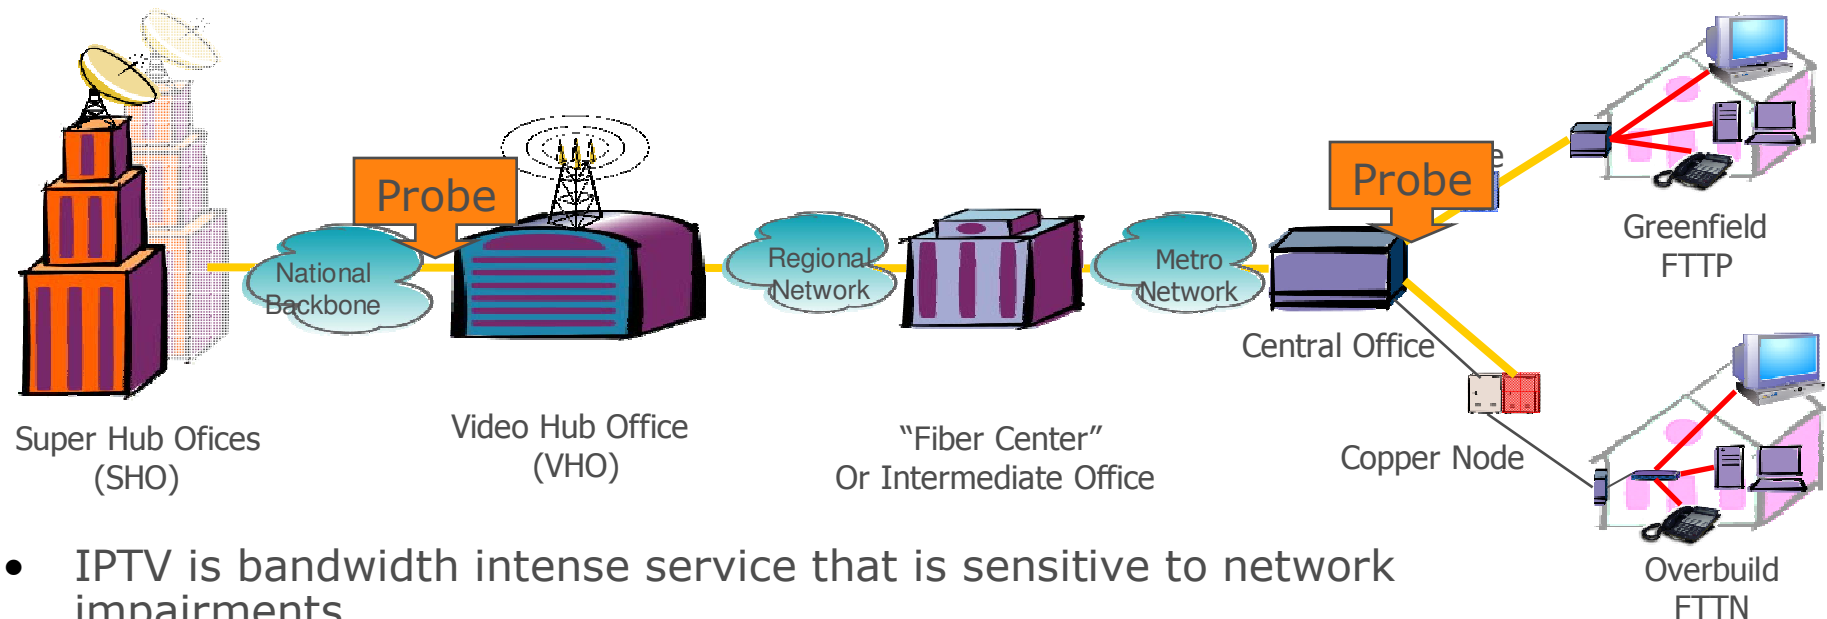 Probe
Probe
National
Backbone
Regional
Network
Metro
Network
Greenfield
FTTP
Central Office
Super Hub Ofices
(SHO)
Video Hub Office
(VHO)
“Fiber Center”
Or Intermediate Office
Copper Node
Overbuild
FTTN
• IPTV is bandwidth intense service that is sensitive to network
impairments